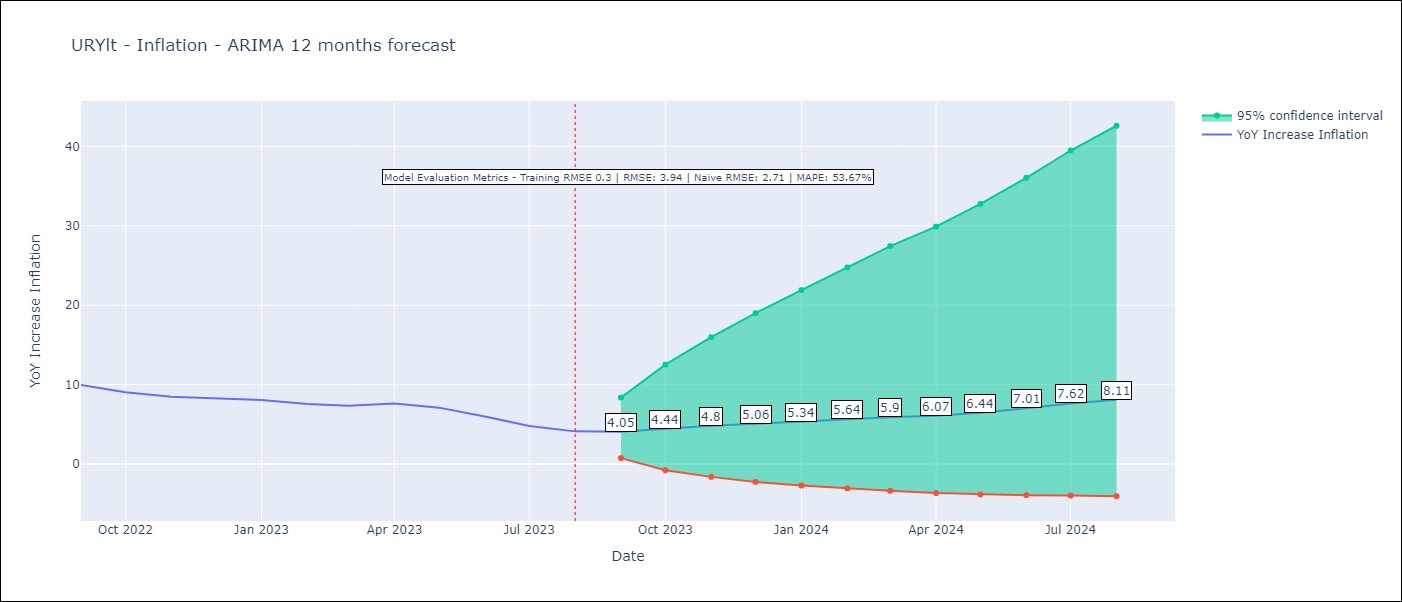 URYlt - Inflation - ARIMA 12 months forecast
95% confidence interval
YoY Increase Inflation
Model Evaluation Metrics - Training RMSE 0.3 | RMSE: 3.94 | Naive RMSE: 2.71 | MAPE: 53.67%
YoY Increase Inflation
40
30
20
10
0
4.05
4.44
4.8
5.06
5.34
5.64
5.9
6.07
6.44
7.01
7.62
8.11
Oct 2022
Jan 2023
Apr 2023
Jul 2023
Oct 2023
Jan 2024
Apr 2024
Jul 2024
Date